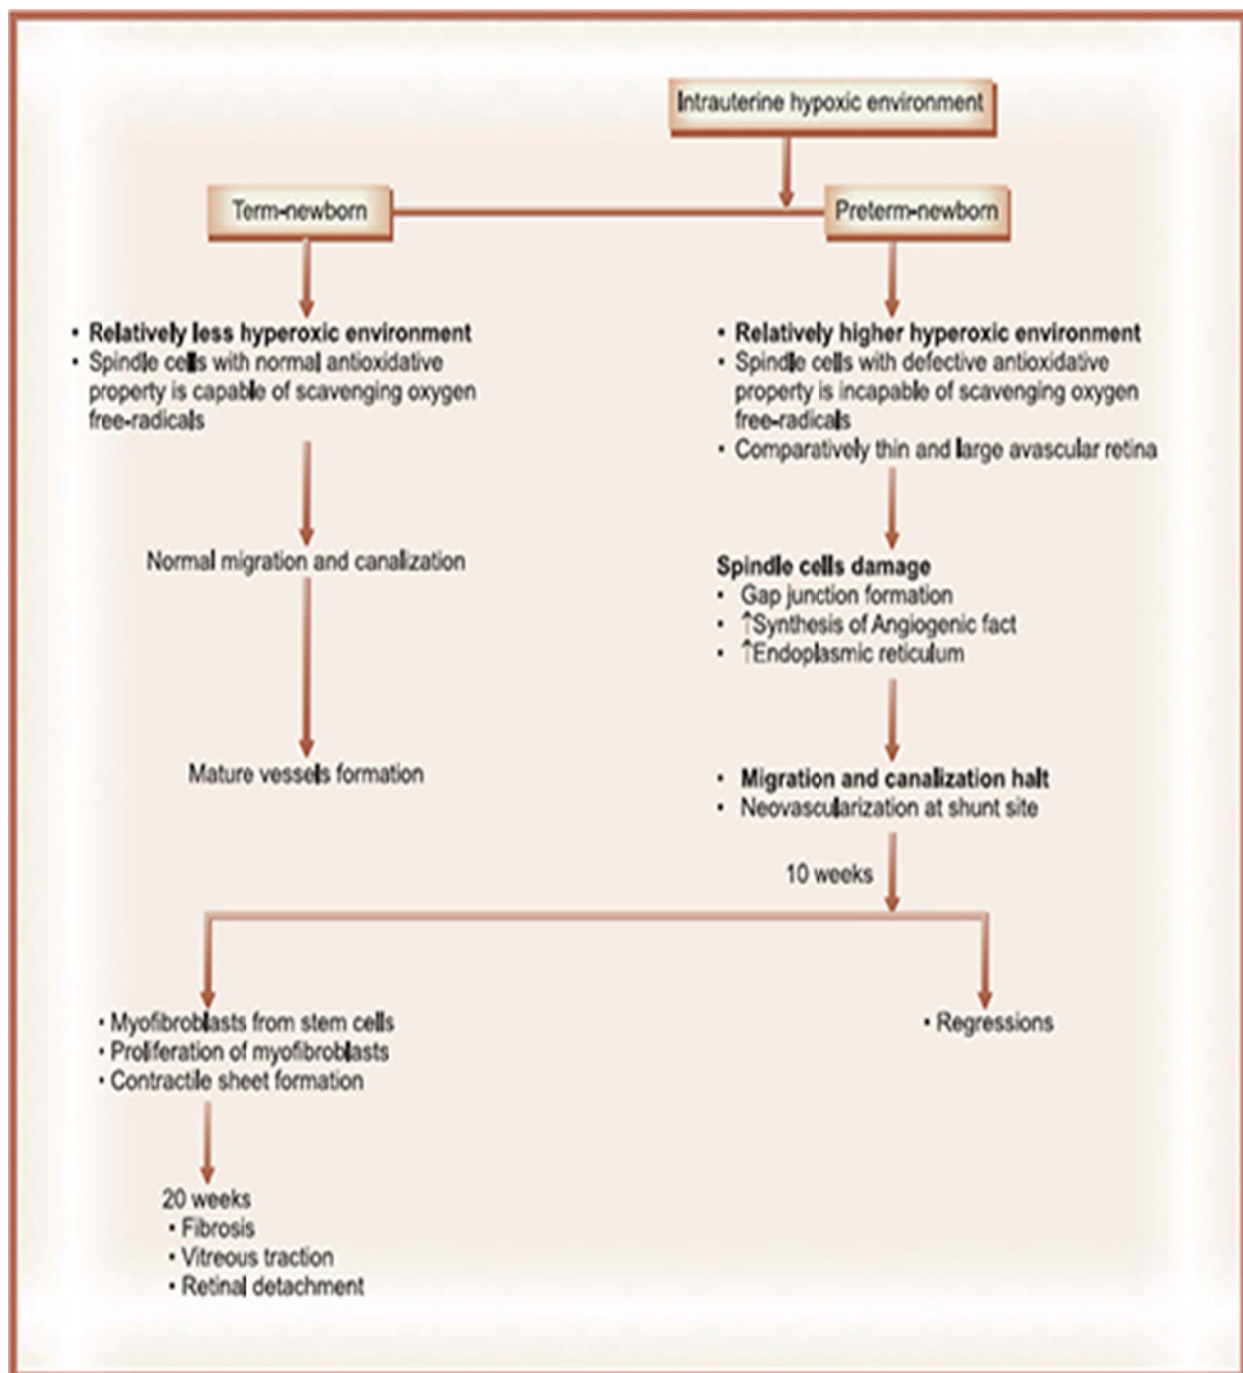 Intrauterine hypoxic environment
Term-newborn
Preterm-newborn
• Relatively less hyperoxic environment
• Spindle cells with normal antioxidative
property is capable of scavenging oxygen
free-radicals
Normal migration and canalization
Mature vessels formation
• Relatively higher hyperoxic environment
• Spindle cells with defective antioxidative
property is incapable of scavenging oxygen
free-radicals
• Comparatively thin and large avascular retina
Spindle cells damage
• Gap junction formation
• ↑Synthesis of Angiogenic fact
• ↑Endoplasmic reticulum
• Migration and canalization halt
• Neovascularization at shunt site
10 weeks
• Myofibroblasts from stem cells
• Proliferation of myofibroblasts
• Contractile sheet formation
20 weeks
• Fibrosis
• Vitreous traction
• Retinal detachment
• Regressions